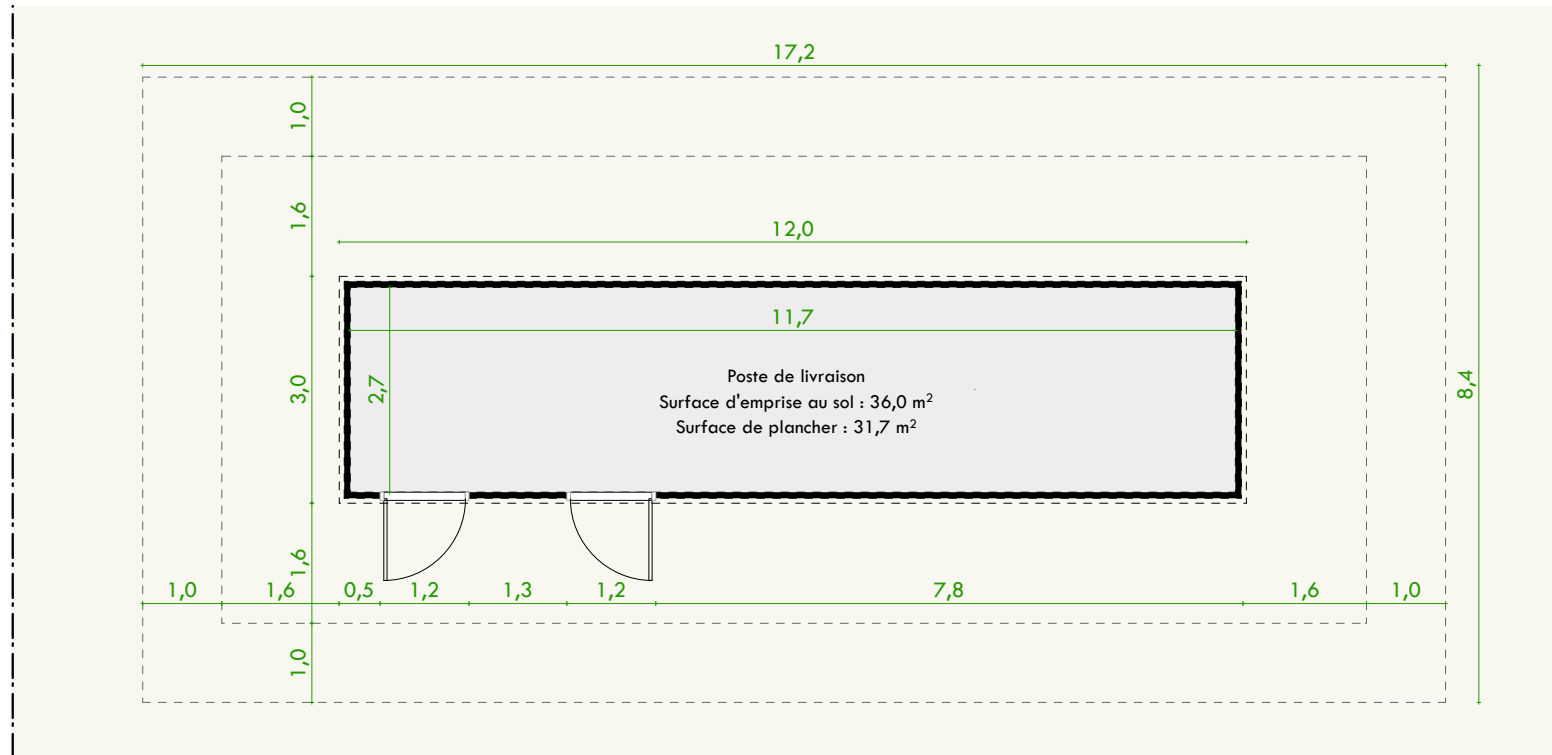 17,2
1,0
1,6
12,0
11,7
3,0
2,7
Poste de livraison
Surface d'emprise au sol : 36,0 m²
Surface de plancher : 31,7 m²
8,4
1,6
1,0 1,6 0,5 1,2 1,3 1,2 7,8 1,6 1,0
1,0